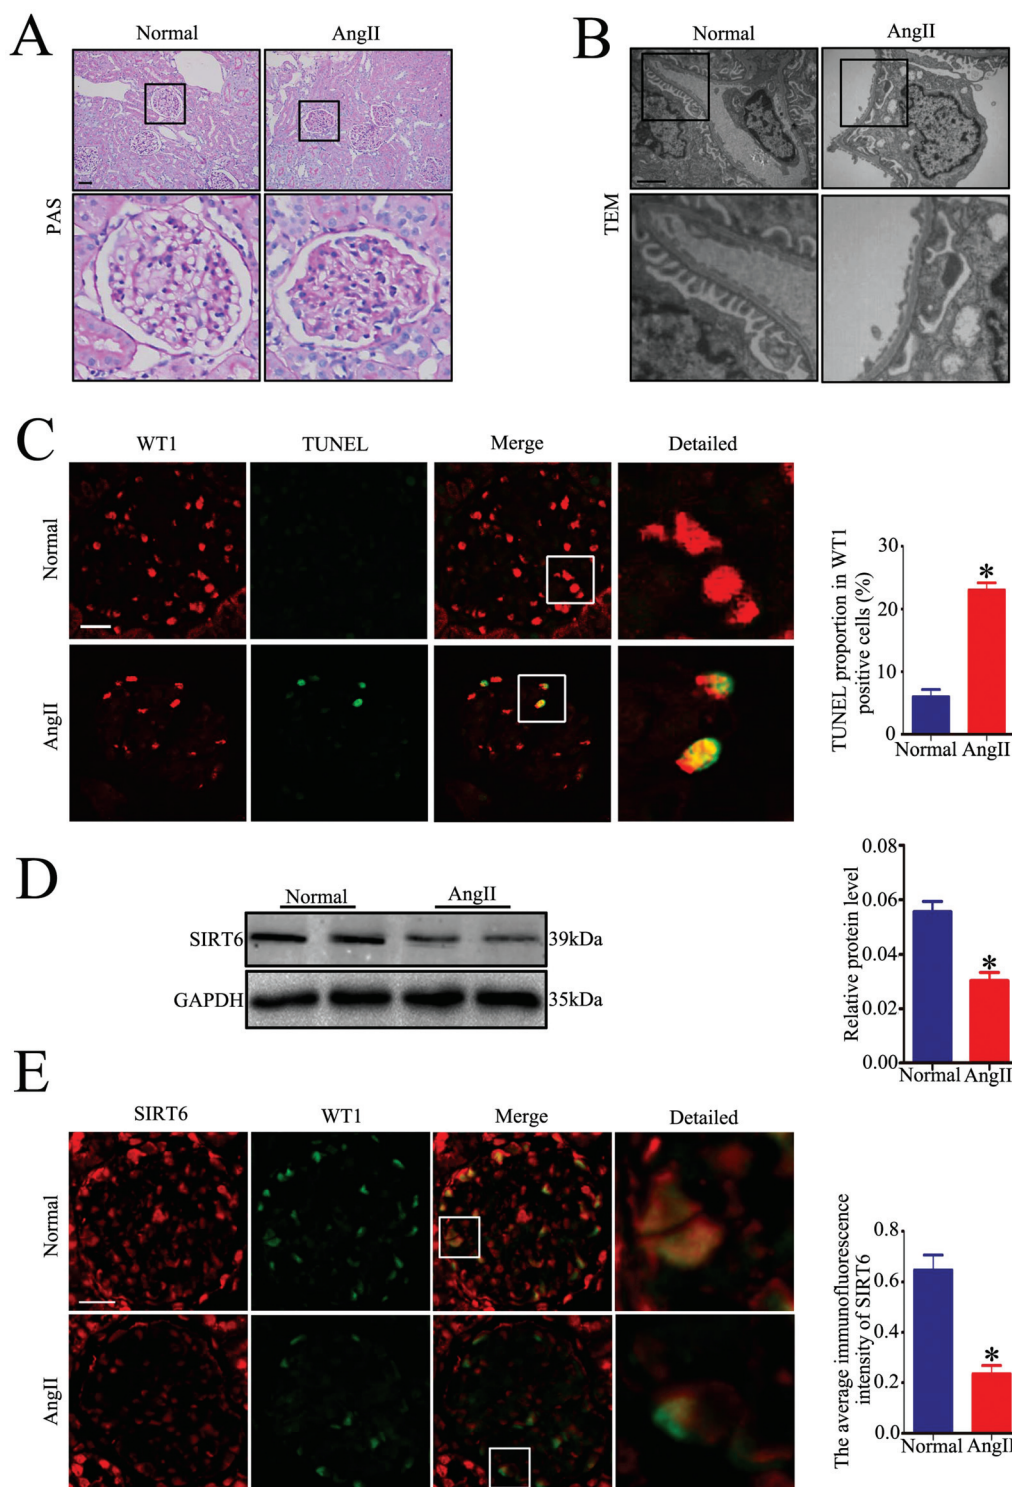 A
Normal
AngII
PAS
B
Normal
AngII
TEM
C
WT1
TUNEL
Merge
Detailed
Normal
AngII
TUNEL proportion in WT1
positive cells (%)
30
20
10
0
*
Normal
AngII
D
Normal
AngII
SIRT6
39kDa
GAPDH
35kDa
Relative protein level
0.08
0.06
0.04
0.02
0.00
*
Normal
AngII
E
SIRT6
WT1
Merge
Detailed
Normal
AngII
The average immunofluorescence
intensity of SIRT6
0.8
0.6
0.4
0.2
0.0
*
Normal
AngII